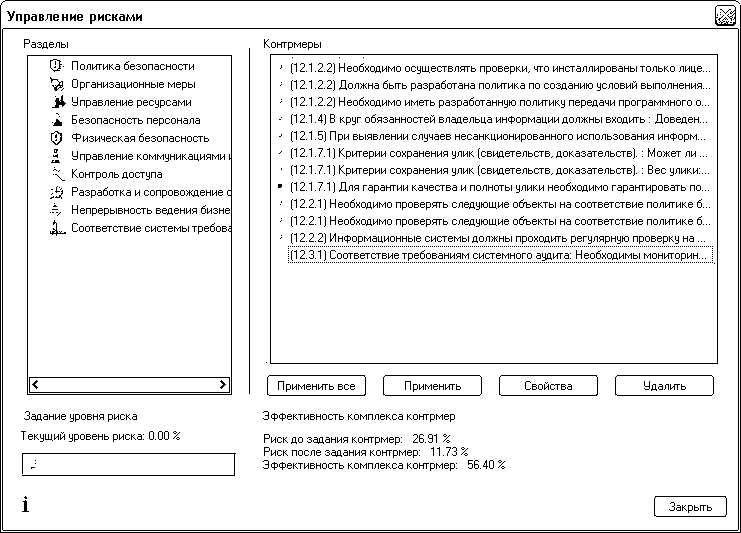 Управление рисками
Разделы
Политика безопасности
Организационные меры
Управление ресурсами
Безопасность персонала
Физическая безопасность
Управление коммуникациями и
Контроль доступа
Разработка и сопровождение с
Непрерывность ведения бизне
Соответствие системы требова
Контрмеры
(12.1.2.2) Необходимо осуществлять проверки, что инсталлированы только лице...
(12.1.2.2) Должна быть разработана политика по созданию условий выполнения...
(12.1.2.2) Необходимо иметь разработанную политику передачи программного о...
(12.1.4) В круг обязанностей владельца информации должны входить : Доведен...
(12.1.5) При выявлении случаев несанкционированного использования информ...
(12.1.7.1) Критерии сохранения улик (свидетельств, доказательств). : Может ли ...
(12.1.7.1) Критерии сохранения улик (свидетельств, доказательств). : Вес улики:...
(12.1.7.1) Для гарантии качества и полноты улики необходимо гарантировать по...
(12.2.1) Необходимо проверять следующие объекты на соответствие политике б...
(12.2.1) Необходимо проверять следующие объекты на соответствие политике б...
(12.2.2) Информационные системы должны проходить регулярную проверку на ...
(12.3.1) Соответствие требованиям системного аудита: Необходимы мониторин...
Применить все
Применить
Свойства
Удалить
Задание уровня риска
Текущий уровень риска: 0.00 %
Эффективность комплекса контрмер
Риск до задания контрмер: 26.91 %
Риск после задания контрмер: 11.73 %
Эффективность комплекса контрмер: 56.40 %
i
Закрыть